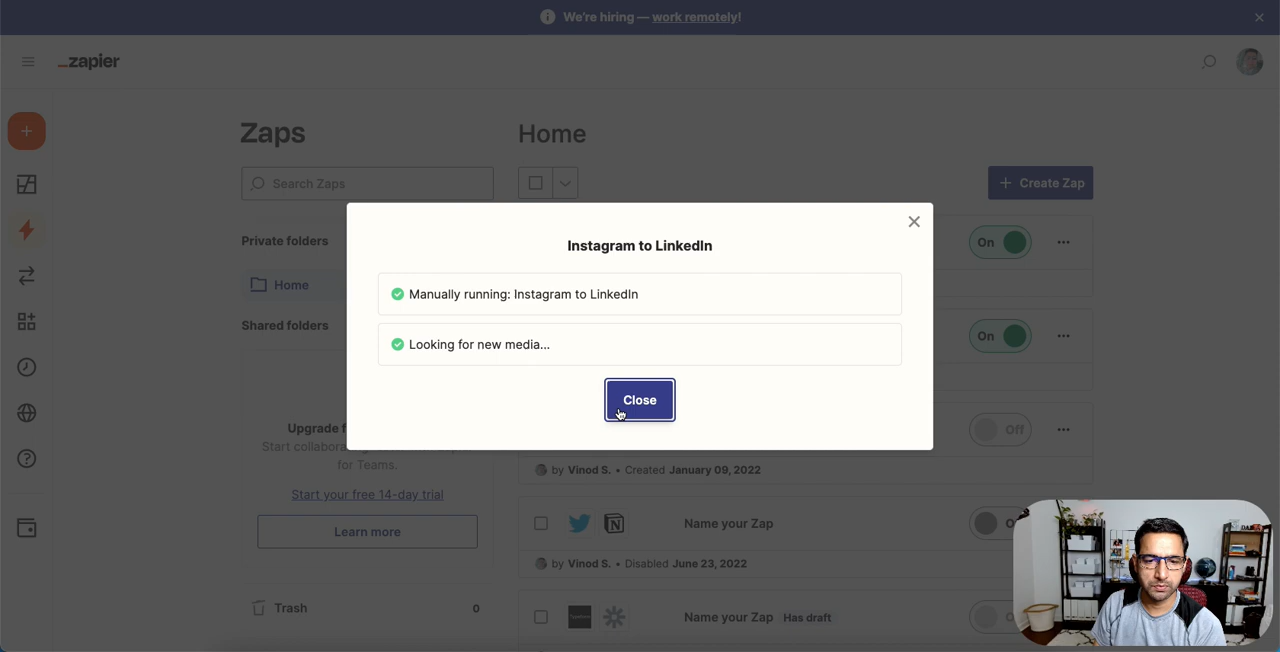 We're hiring — work remotely!
_zapier
Zaps
Home
Search Zaps
Create Zap
Private folders
On
Home
Shared folders
On
Instagram to LinkedIn
Manually running: Instagram to LinkedIn
Looking for new media...
Close
Off
Upgrade f
Start collabora
for Teams.
Start your free 14-day trial
Learn more
by Vinod S. • Created January 09, 2022
Name your Zap
by Vinod S. • Disabled June 23, 2022
Name your Zap Has draft
Trash
0